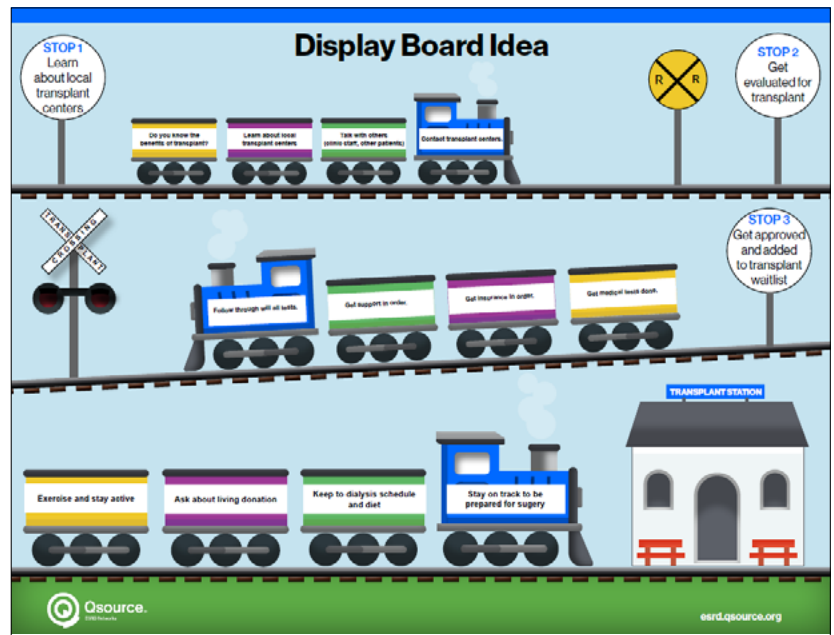 Display Board Idea
STOP 1
Learn
about local
transplant
centers
Do you know the
benefits of transplant?
Learn about local
transplant centers
Talk with others
(clinic staff, other patients)
Contact transplant centers.
R R
STOP 2
Get
evaluated for
transplant
TRANSPLANT
CROSSING
Follow through will all tests.
Get support in order.
Get insurance in order.
Get medical tests done.
STOP 3
Get approved
and added
to transplant
waitlist
Exercise and stay active
Ask about living donation
Keep to dialysis schedule
and diet
Stay on track to be
prepared for sugery
TRANSPLANT STATION
Qsource.
ESRD Networks
esrd.qsource.org